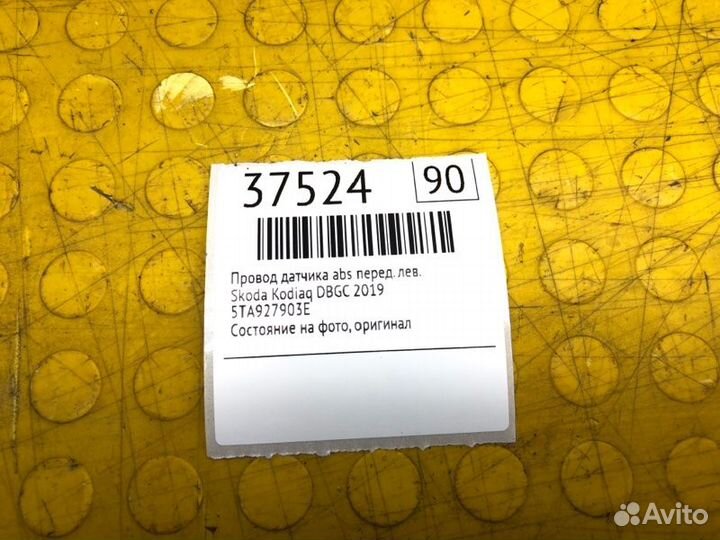 37524 90
Провод датчика abs перед. лев.
Skoda Kodiaq DBGC 2019
5TA927903E
Состояние на фото, оригинал
Avito